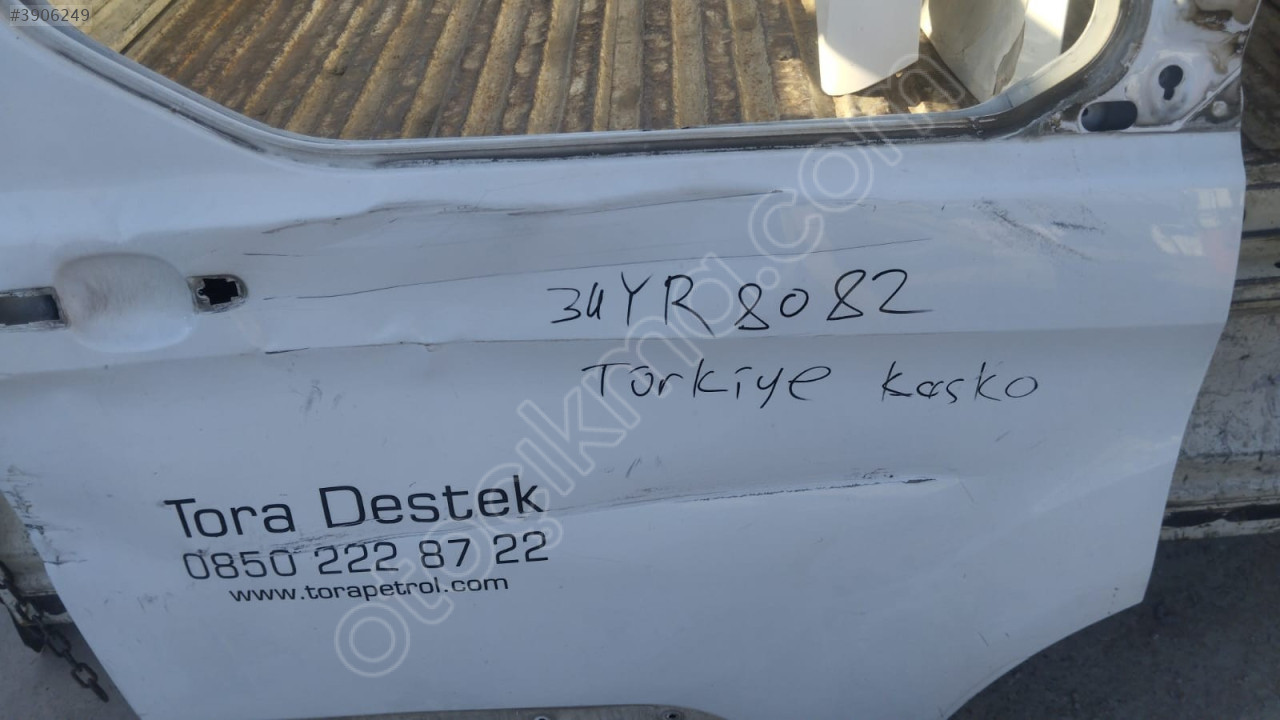 #3906249
34YR 8082
Türkiye kasko
Tora Destek
0850 222 87 22
www.torapetrol.com
otoçıkma.com